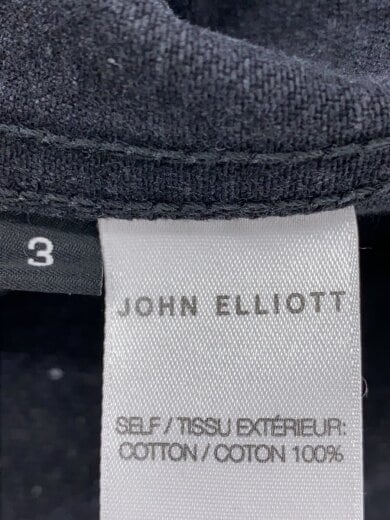 3
JOHN ELLIOTT
SELF / TISSU EXTÉRIEUR:
COTTON / COTON 100%